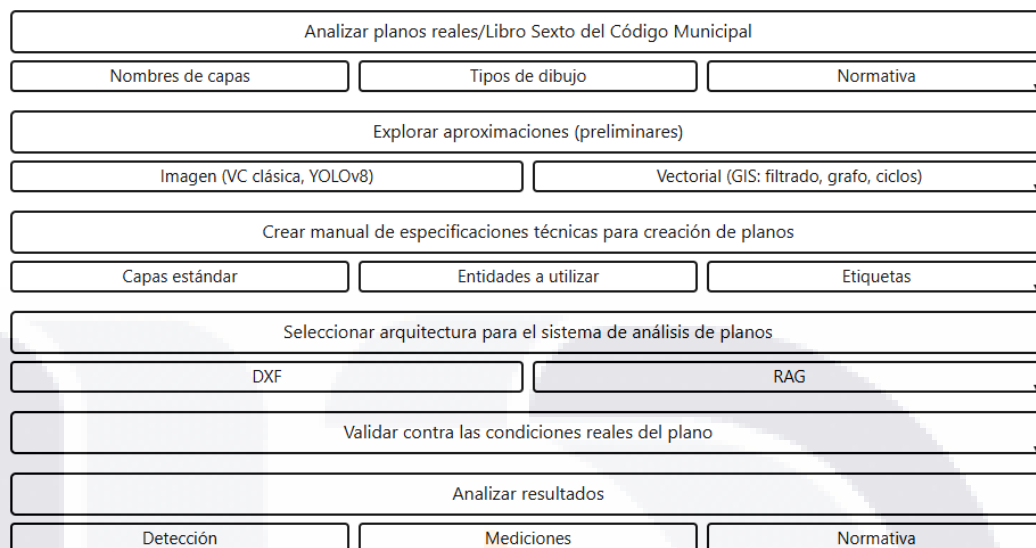 Analizar planos reales/Libro Sexto del Código Municipal
Nombres de capas
Tipos de dibujo
Normativa
Explorar aproximaciones (preliminares)
Imagen (VC clásica, YOLOv8)
Vectorial (GIS: filtrado, grafo, ciclos)
Crear manual de especificaciones técnicas para creación de planos
Capas estándar
Entidades a utilizar
Etiquetas
Seleccionar arquitectura para el sistema de análisis de planos
DXF
RAG
Validar contra las condiciones reales del plano
Analizar resultados
Detección
Mediciones
Normativa